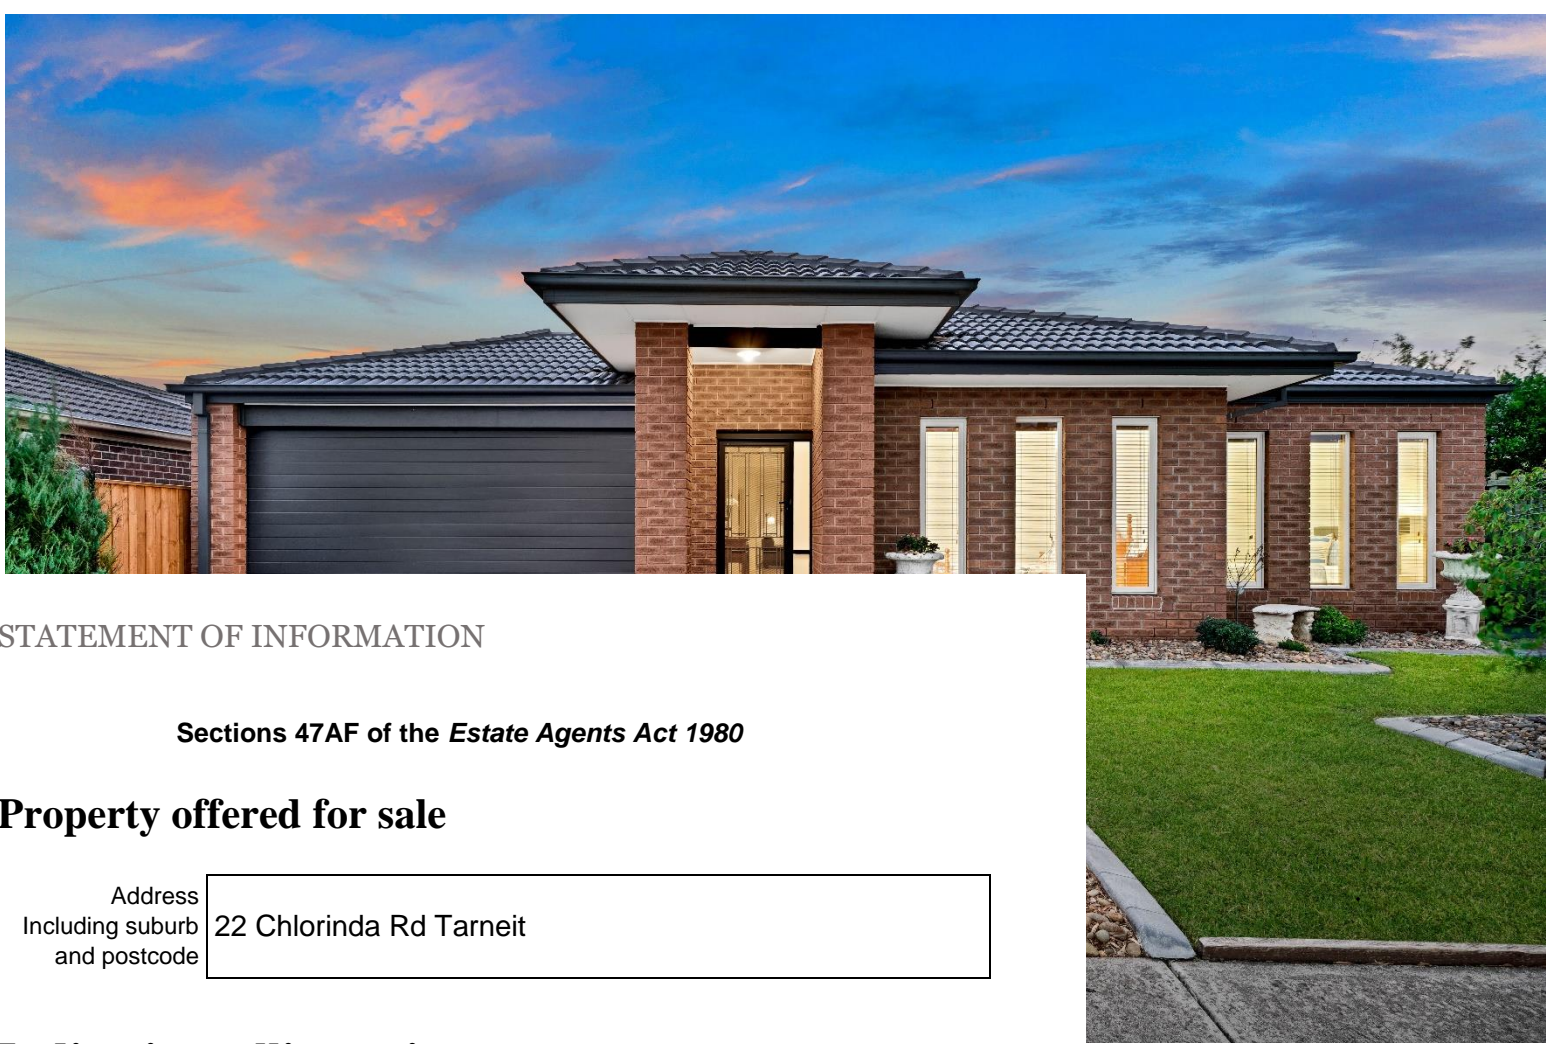 STATEMENT OF INFORMATION
Sections 47AF of the Estate Agents Act 1980
Property offered for sale
Address
Including suburb
and postcode
22 Chlorinda Rd Tarneit